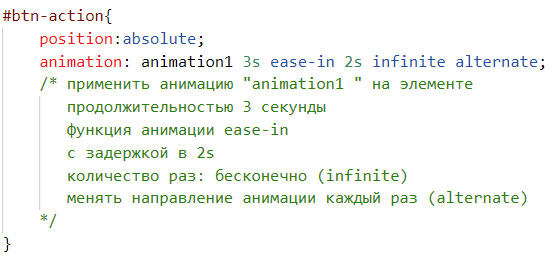 #btn-action{
position:absolute;
animation: animation1 3s ease-in 2s infinite alternate;
/* применить анимацию "animation1 " на элементе
продолжительностью 3 секунды
функция анимации ease-in
с задержкой в 2s
количество раз: бесконечно (infinite)
менять направление анимации каждый раз (alternate)
*/
}